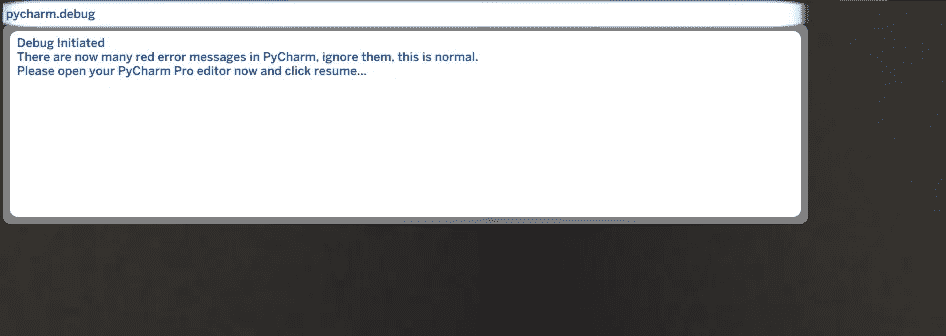 pycharm.debug
Debug Initiated
There are now many red error messages in PyCharm, ignore them, this is normal.
Please open your PyCharm Pro editor now and click resume...